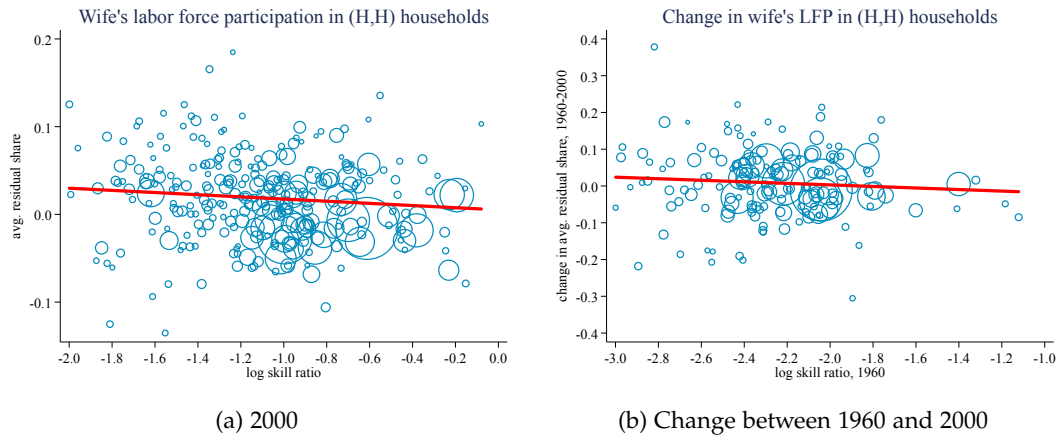 Wife's labor force participation in (H,H) households
avg. residual share
0.2
0.1
0.0
-0.1
-2.0 -1.8 -1.6 -1.4 -1.2 -1.0 -0.8 -0.6 -0.4 -0.2 0.0
log skill ratio
(a) 2000
Change in wife's LFP in (H,H) households
change in avg. residual share, 1960-2000
0.4
0.3
0.2
0.1
0.0
-0.1
-0.2
-0.3
-0.4
-3.0 -2.8 -2.6 -2.4 -2.2 -2.0 -1.8 -1.6 -1.4 -1.2 -1.0
log skill ratio, 1960
(b) Change between 1960 and 2000